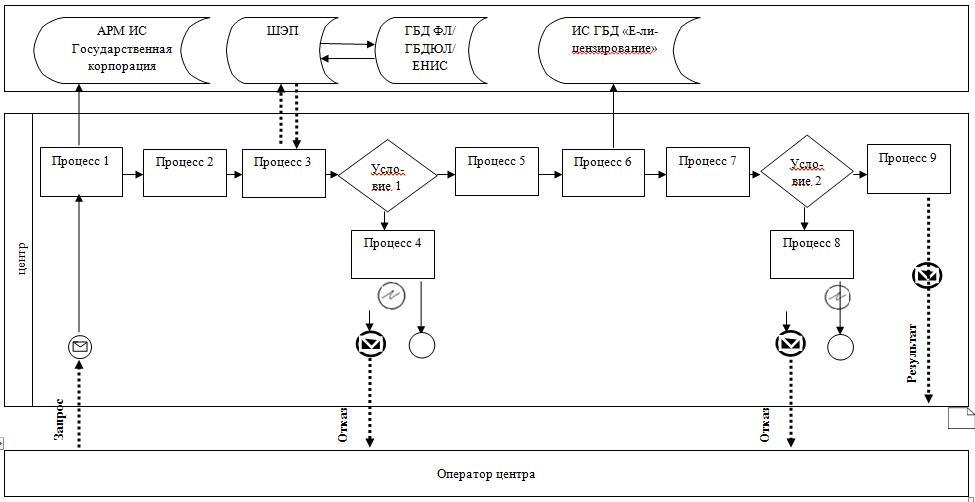 АРМ ИС
Государственная
корпорация
ШЭП
ГБД ФЛ/
ГБДЮЛ/
ЕНИС
ИС ГБД «Е-ли-
цензирование»
центр
Процесс 1
Процесс 2
Процесс 3
Усло-
вие 1
Процесс 5
Процесс 6
Процесс 7
Усло-
вие 2
Процесс 9
Процесс 4
Процесс 8
Запрос
Отказ
Отказ
Результат
Оператор центра